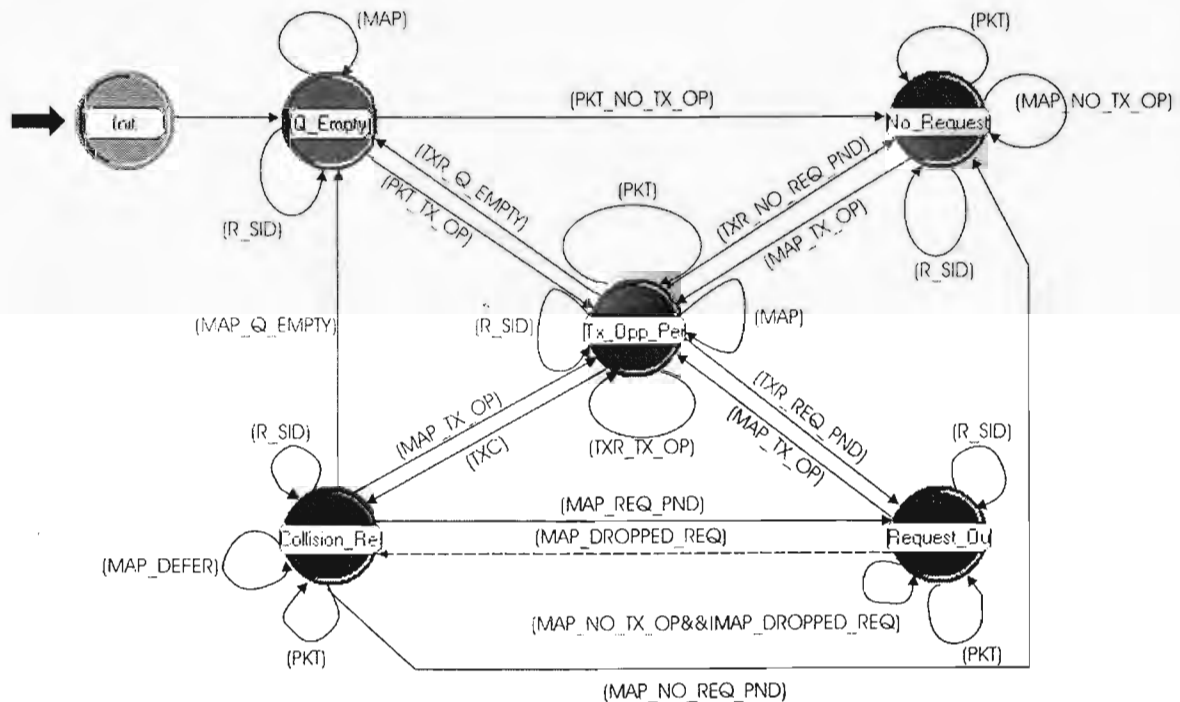 (MAP)
(PKT)
Init
Q_Empty
(PKT_NO_TX_OP)
No_Request
(MAP_NO_TX_OP)
(TXR_Q_EMPTY)
(PKT_TX_OP)
(PKT)
(TXR_NO_REQ_PND)
(MAP_TX_OP)
(R_SID)
(R_SID)
(MAP_Q_EMPTY)
(R_SID)
Tx_Opp_Per
(MAP)
(MAP_TX_OP)
(TXC)
(TXR_TX_OP)
(TXR_REQ_PND)
(MAP_TX_OP)
(R_SID)
(R_SID)
(MAP_REQ_PND)
Collision_Re
(MAP_DROPPED_REQ)
Request_Ou
(MAP_DEFER)
(MAP_NO_TX_OP&&!MAP_DROPPED_REQ)
(PKT)
(PKT)
(MAP_NO_REQ_PND)